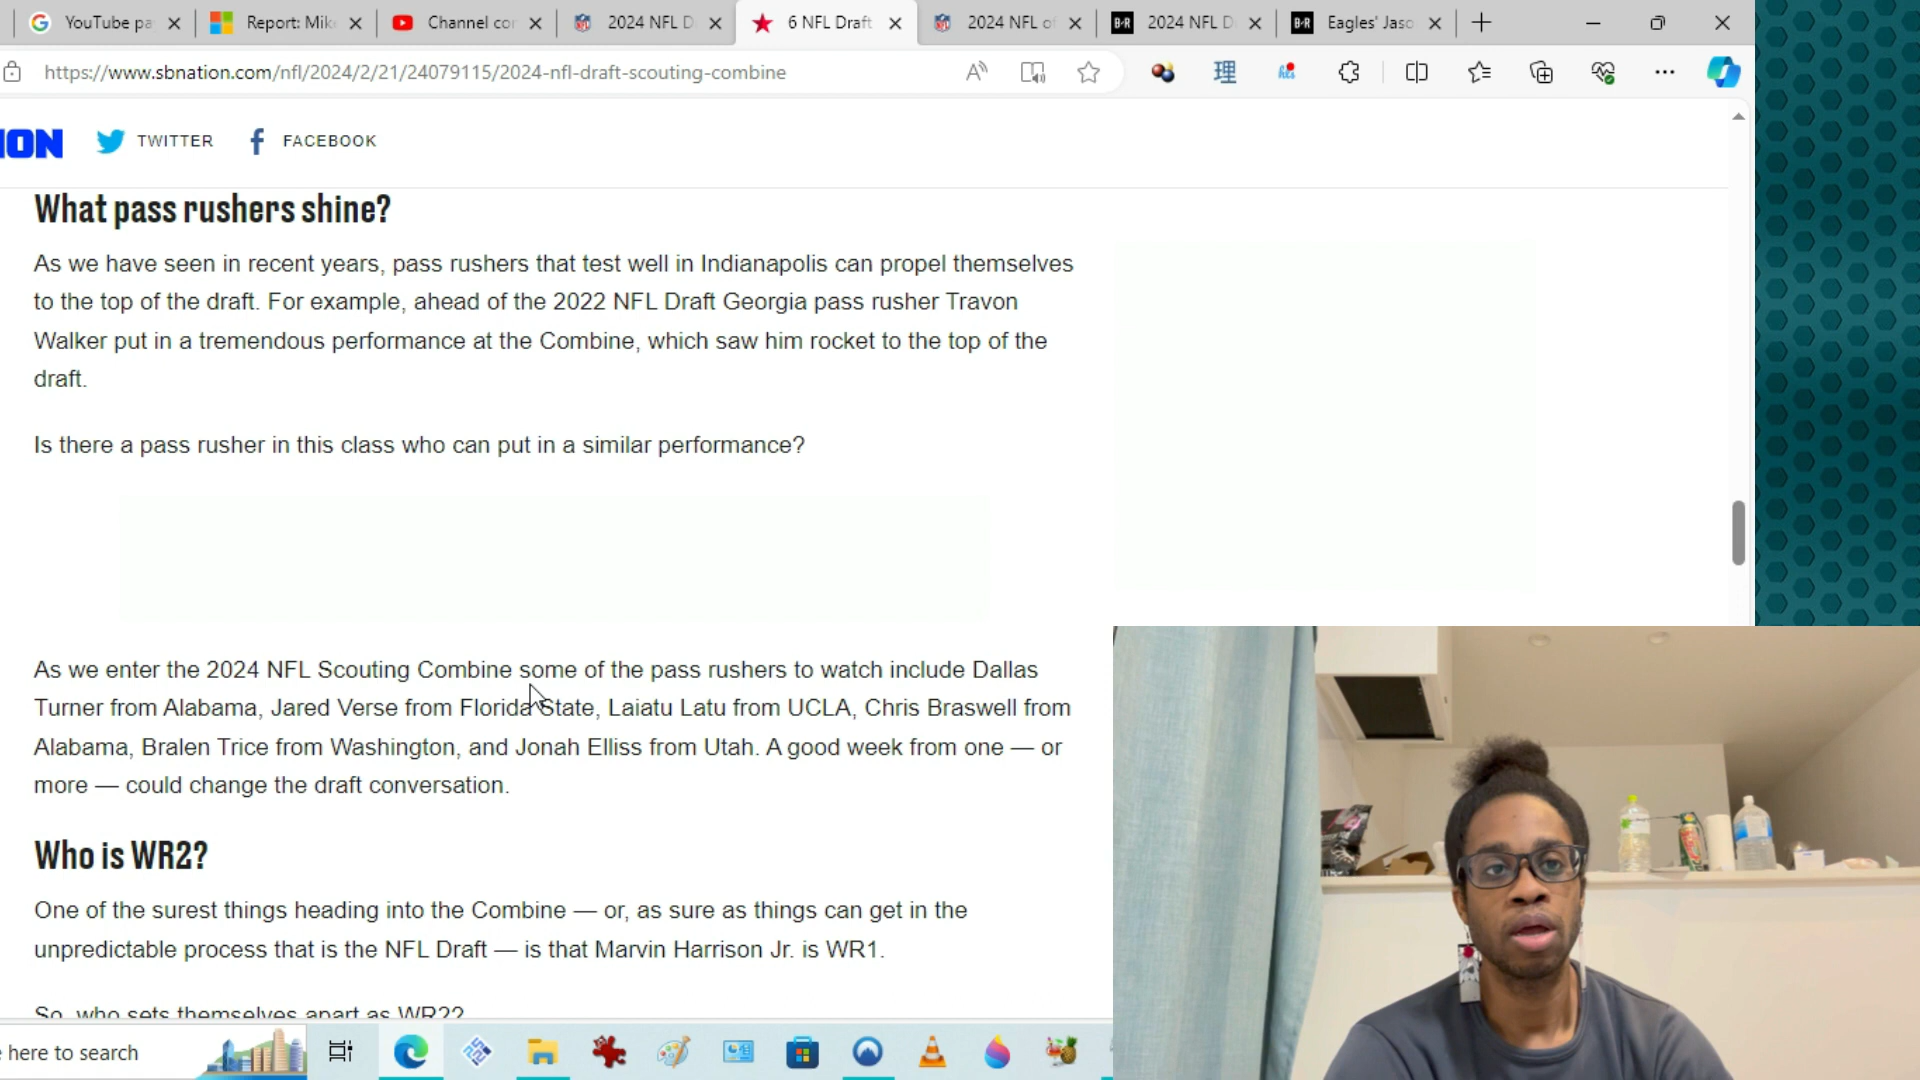 YouTube pa
Report: Mik
Channel co
2024 NFL D
6 NFL Draft
2024 NFL o
B/R
2024 NFL D
B/R
Eagles' Jaso
https://www.sbnation.com/nfl/2024/2/21/24079115/2024-nfl-draft-scouting-combine
理
ION
TWITTER
FACEBOOK
What pass rushers shine?
As we have seen in recent years, pass rushers that test well in Indianapolis can propel themselves
to the top of the draft. For example, ahead of the 2022 NFL Draft Georgia pass rusher Travon
Walker put in a tremendous performance at the Combine, which saw him rocket to the top of the
draft.
Is there a pass rusher in this class who can put in a similar performance?
As we enter the 2024 NFL Scouting Combine some of the pass rushers to watch include Dallas
Turner from Alabama, Jared Verse from Florida State, Laiatu Latu from UCLA, Chris Braswell from
Alabama, Bralen Trice from Washington, and Jonah Elliss from Utah. A good week from one — or
more — could change the draft conversation.
Who is WR2?
One of the surest things heading into the Combine — or, as sure as things can get in the
unpredictable process that is the NFL Draft — is that Marvin Harrison Jr. is WR1.
So, who sets themselves apart as WR2?
here to search